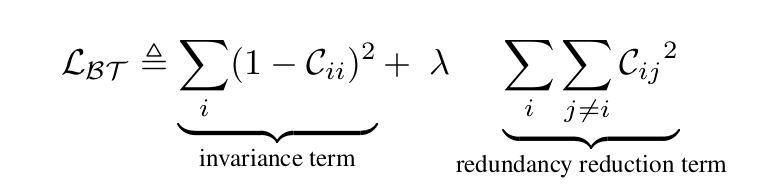 ℒ_ℬ𝒯 ≜ ∑_i (1 − 𝒞_ii)² + λ ∑_i ∑_{j≠i} 𝒞_ij²
invariance term
redundancy reduction term